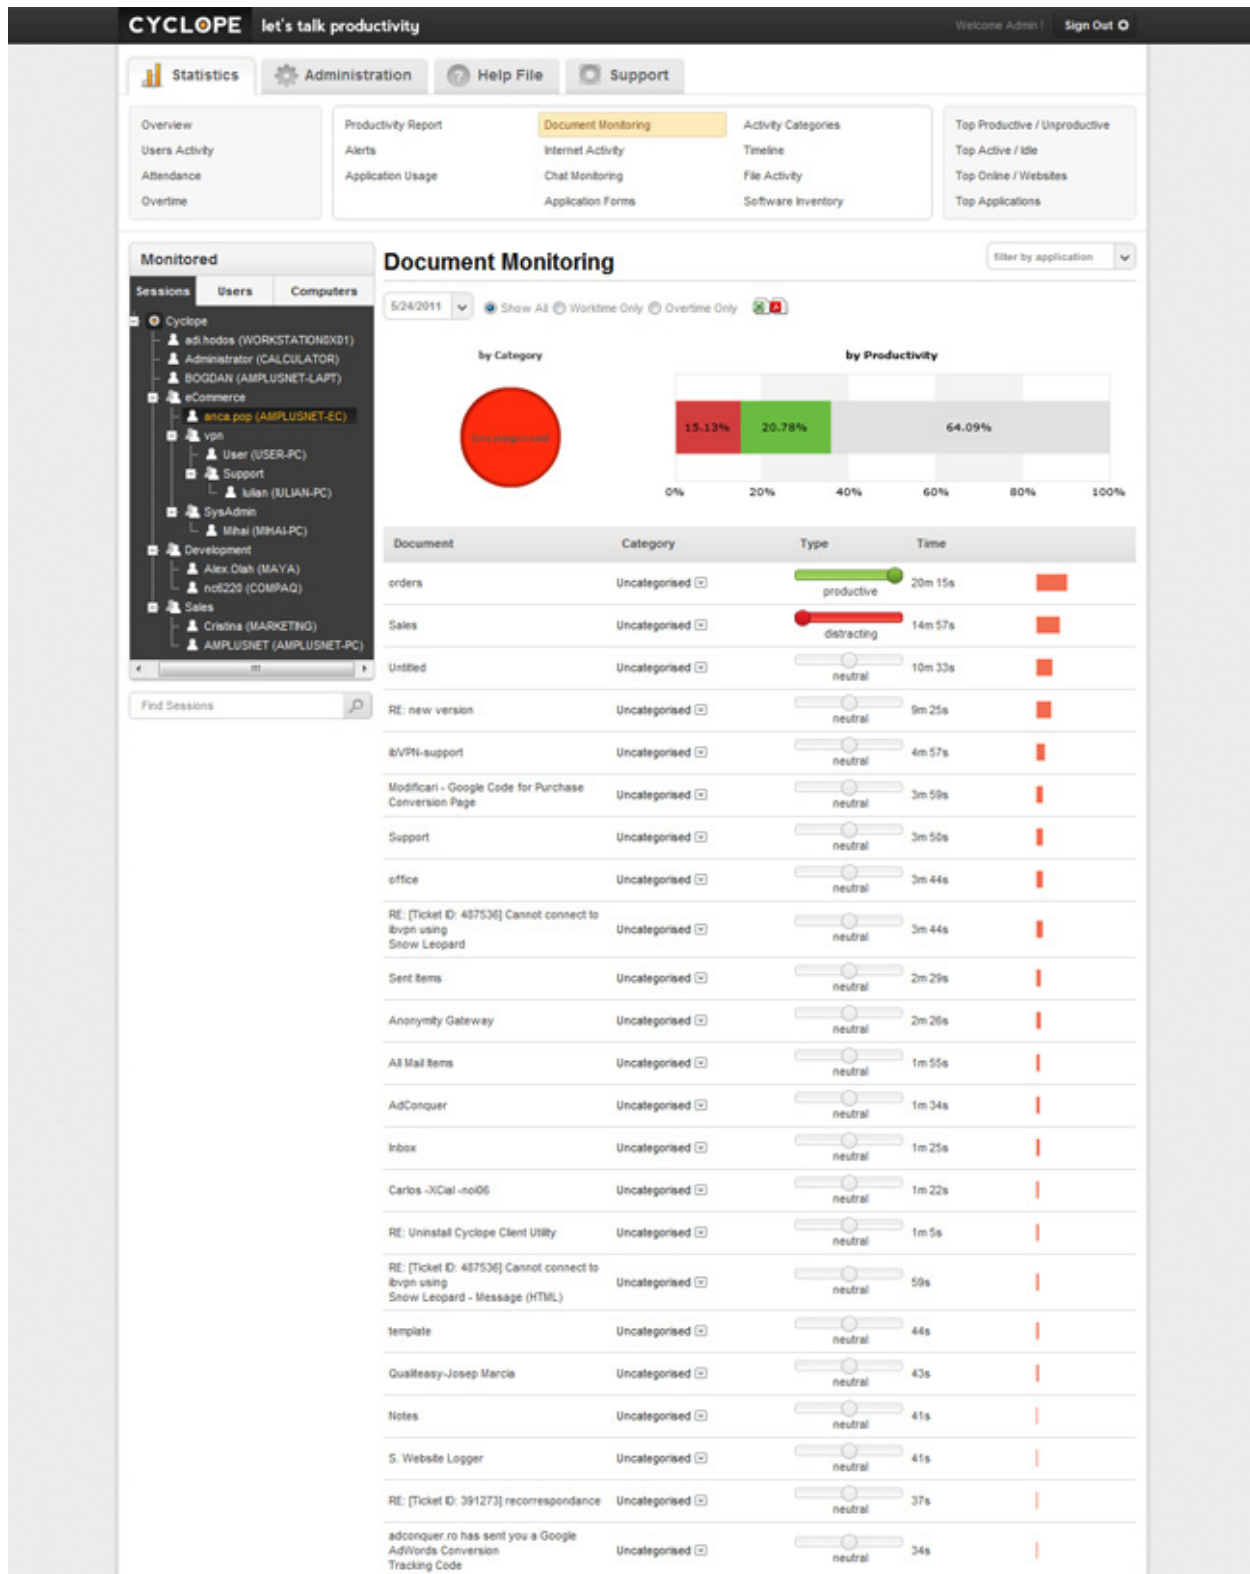 CYCLOPE let's talk productivity Welcome Admin ! Sign Out
Statistics Administration Help File Support
Overview Productivity Report Document Monitoring Activity Categories Top Productive / Unproductive
Users Activity Alerts Internet Activity Timeline Top Active / Idle
Attendance Application Usage Chat Monitoring File Activity Top Online / Websites
Overtime Application Forms Software Inventory Top Applications
Monitored
Sessions Users Computers
Cyclope
adi.hodos (WORKSTATION0X01)
Administrator (CALCULATOR)
BOGDAN (AMPLUSNET-LAPT)
eCommerce
anca.pop (AMPLUSNET-EC)
vpn
User (USER-PC)
Support
Iulian (IULIAN-PC)
SysAdmin
Mihai (MIHAI-PC)
Development
Alex.Olah (MAYA)
nc6220 (COMPAQ)
Sales
Cristina (MARKETING)
AMPLUSNET (AMPLUSNET-PC)
Find Sessions
Document Monitoring
filter by application
5/24/2011 Show All Worktime Only Overtime Only
by Category
Uncategorised
by Productivity
15.13% 20.78% 64.09%
0% 20% 40% 60% 80% 100%
Document Category Type Time
orders Uncategorised productive 20m 15s
Sales Uncategorised distracting 14m 57s
Untitled Uncategorised neutral 10m 33s
RE: new version Uncategorised neutral 9m 25s
ibVPN-support Uncategorised neutral 4m 57s
Modificari - Google Code for Purchase
Conversion Page Uncategorised neutral 3m 59s
Support Uncategorised neutral 3m 50s
office Uncategorised neutral 3m 44s
RE: [Ticket ID: 487536] Cannot connect to
ibvpn using
Snow Leopard Uncategorised neutral 3m 44s
Sent Items Uncategorised neutral 2m 29s
Anonymity Gateway Uncategorised neutral 2m 26s
All Mail Items Uncategorised neutral 1m 55s
AdConquer Uncategorised neutral 1m 34s
Inbox Uncategorised neutral 1m 25s
Carlos -XCial -noi06 Uncategorised neutral 1m 22s
RE: Uninstall Cyclope Client Utility Uncategorised neutral 1m 5s
RE: [Ticket ID: 487536] Cannot connect to
ibvpn using
Snow Leopard - Message (HTML) Uncategorised neutral 59s
template Uncategorised neutral 44s
Qualiteasy-Josep Marcia Uncategorised neutral 43s
Notes Uncategorised neutral 41s
S. Website Logger Uncategorised neutral 41s
RE: [Ticket ID: 391273] recorrespondance Uncategorised neutral 37s
adconquer.ro has sent you a Google
AdWords Conversion
Tracking Code Uncategorised neutral 34s